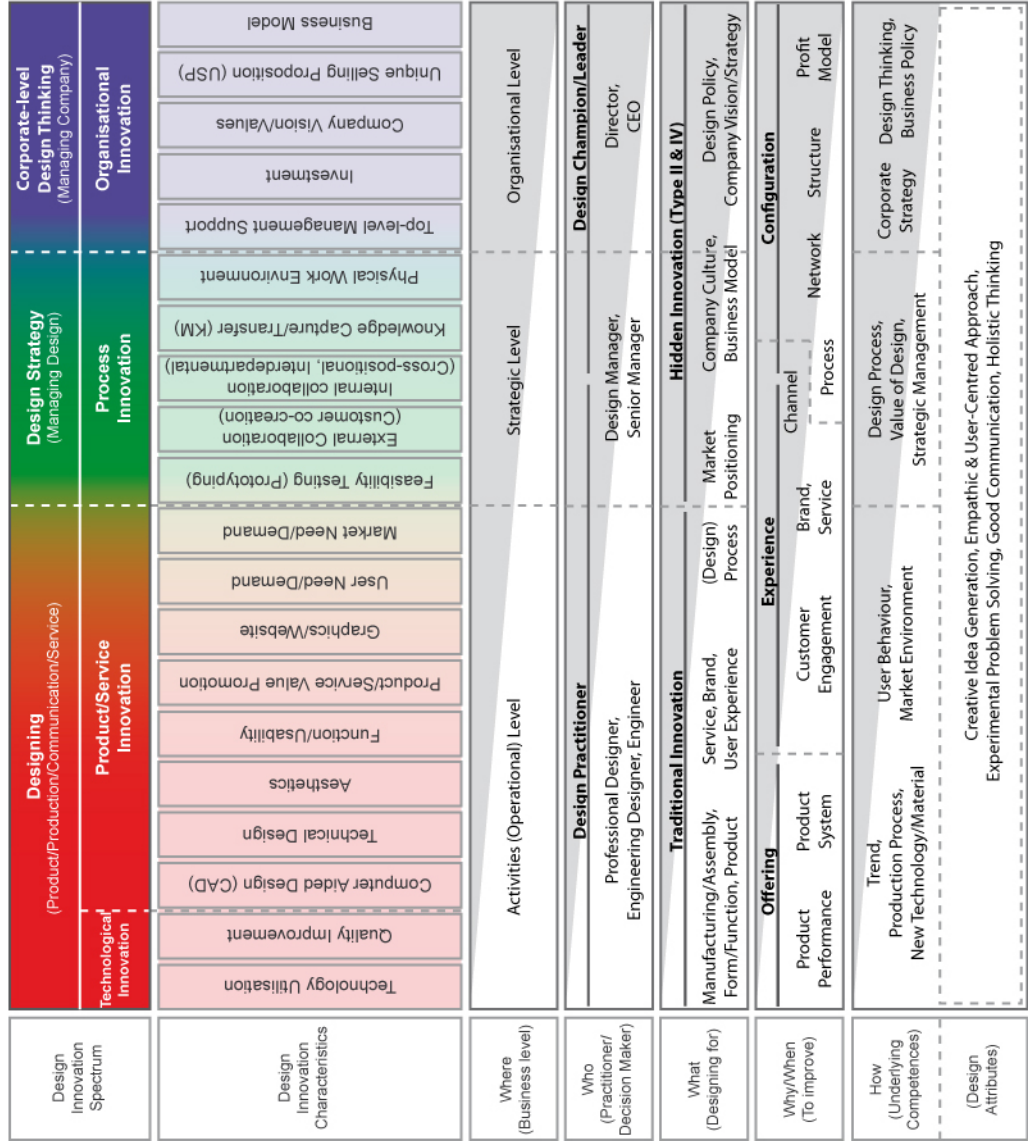 Design
Innovation
Spectrum
Designing
(Product/Production/Communication/Service)
Design Strategy
(Managing Design)
Corporate-level
Design Thinking
(Managing Company)
Technological
Innovation
Product/Service
Innovation
Process
Innovation
Organisational
Innovation
Design
Innovation
Characteristics
Technology Utilisation
Quality Improvement
Computer Aided Design (CAD)
Technical Design
Aesthetics
Function/Usability
Product/Service Value Promotion
Graphics/Website
User Need/Demand
Market Need/Demand
Feasibility Testing (Prototyping)
External Collaboration
(Customer co-creation)
Internal collaboration
(Cross-positional, Interdepartmental)
Knowledge Capture/Transfer (KM)
Physical Work Environment
Top-level Management Support
Investment
Company Vision/Values
Unique Selling Proposition (USP)
Business Model
Where
(Business level)
Activities (Operational) Level
Strategic Level
Organisational Level
Who
(Practitioner/
Decision Maker)
Design Practitioner
Design Champion/Leader
Professional Designer,
Engineering Designer, Engineer
Design Manager,
Senior Manager
Director,
CEO
What
(Designing for)
Traditional Innovation
Hidden Innovation (Type II & IV)
Manufacturing/Assembly,
Form/Function, Product
Service, Brand,
User Experience
(Design)
Process
Market
Positioning
Company Culture,
Business Model
Design Policy,
Company Vision/Strategy
Why/When
(To improve)
Offering
Experience
Configuration
Product
Performance
Product
System
Customer
Engagement
Brand,
Service
Channel
Process
Network
Structure
Profit
Model
How
(Underlying
Competences)
Trend,
Production Process,
New Technology/Material
User Behaviour,
Market Environment
Design Process,
Value of Design,
Strategic Management
Corporate
Strategy
Design Thinking,
Business Policy
(Design
Attributes)
Creative Idea Generation, Empathic & User-Centred Approach,
Experimental Problem Solving, Good Communication, Holistic Thinking